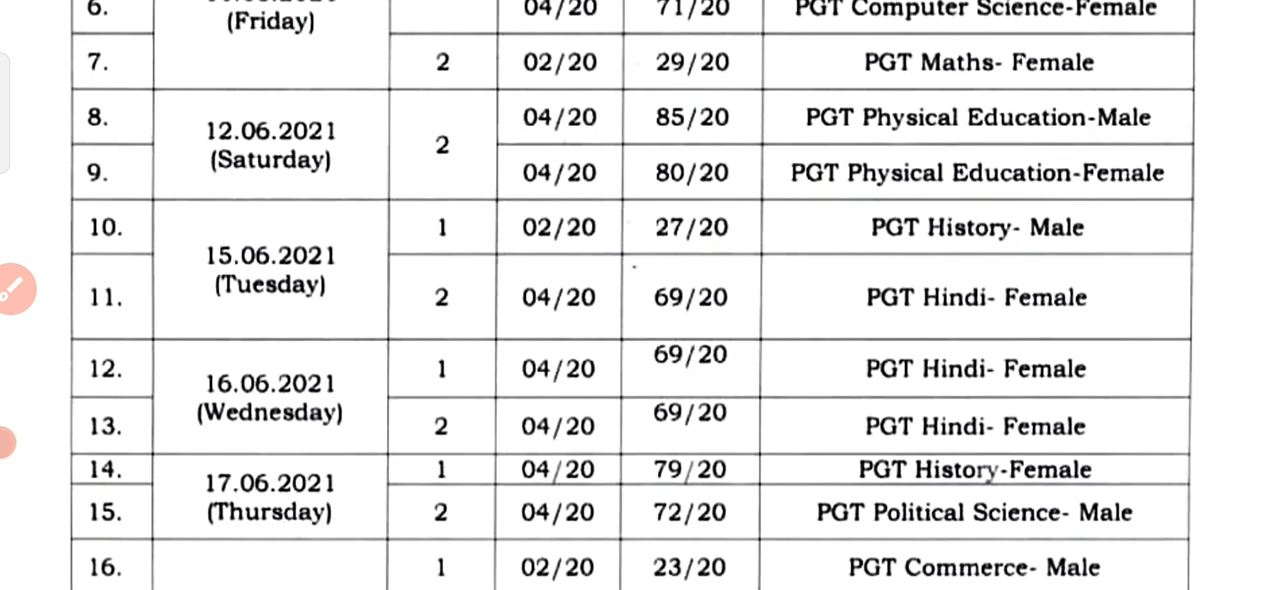 6. 04/20 71/20 PGT Computer Science-Female
(Friday)
7. 2 02/20 29/20 PGT Maths- Female
8. 12.06.2021 2 04/20 85/20 PGT Physical Education-Male
(Saturday)
9. 04/20 80/20 PGT Physical Education-Female
10. 15.06.2021 1 02/20 27/20 PGT History- Male
(Tuesday)
11. 2 04/20 69/20 PGT Hindi- Female
12. 16.06.2021 1 04/20 69/20 PGT Hindi- Female
(Wednesday)
13. 2 04/20 69/20 PGT Hindi- Female
14. 17.06.2021 1 04/20 79/20 PGT History-Female
(Thursday)
15. 2 04/20 72/20 PGT Political Science- Male
16. 1 02/20 23/20 PGT Commerce- Male